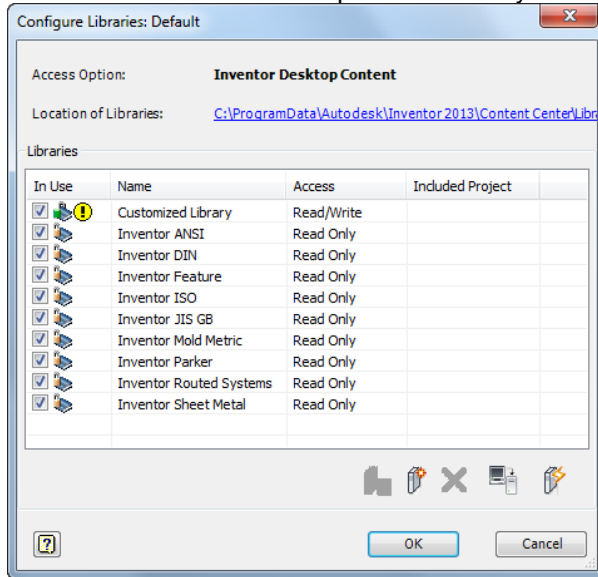 Configure Libraries: Default
Access Option: Inventor Desktop Content
Location of Libraries: C:\ProgramData\Autodesk\Inventor 2013\Content Center\Libra
Libraries
In Use Name Access Included Project
Customized Library Read/Write
Inventor ANSI Read Only
Inventor DIN Read Only
Inventor Feature Read Only
Inventor ISO Read Only
Inventor JIS GB Read Only
Inventor Mold Metric Read Only
Inventor Parker Read Only
Inventor Routed Systems Read Only
Inventor Sheet Metal Read Only
OK Cancel